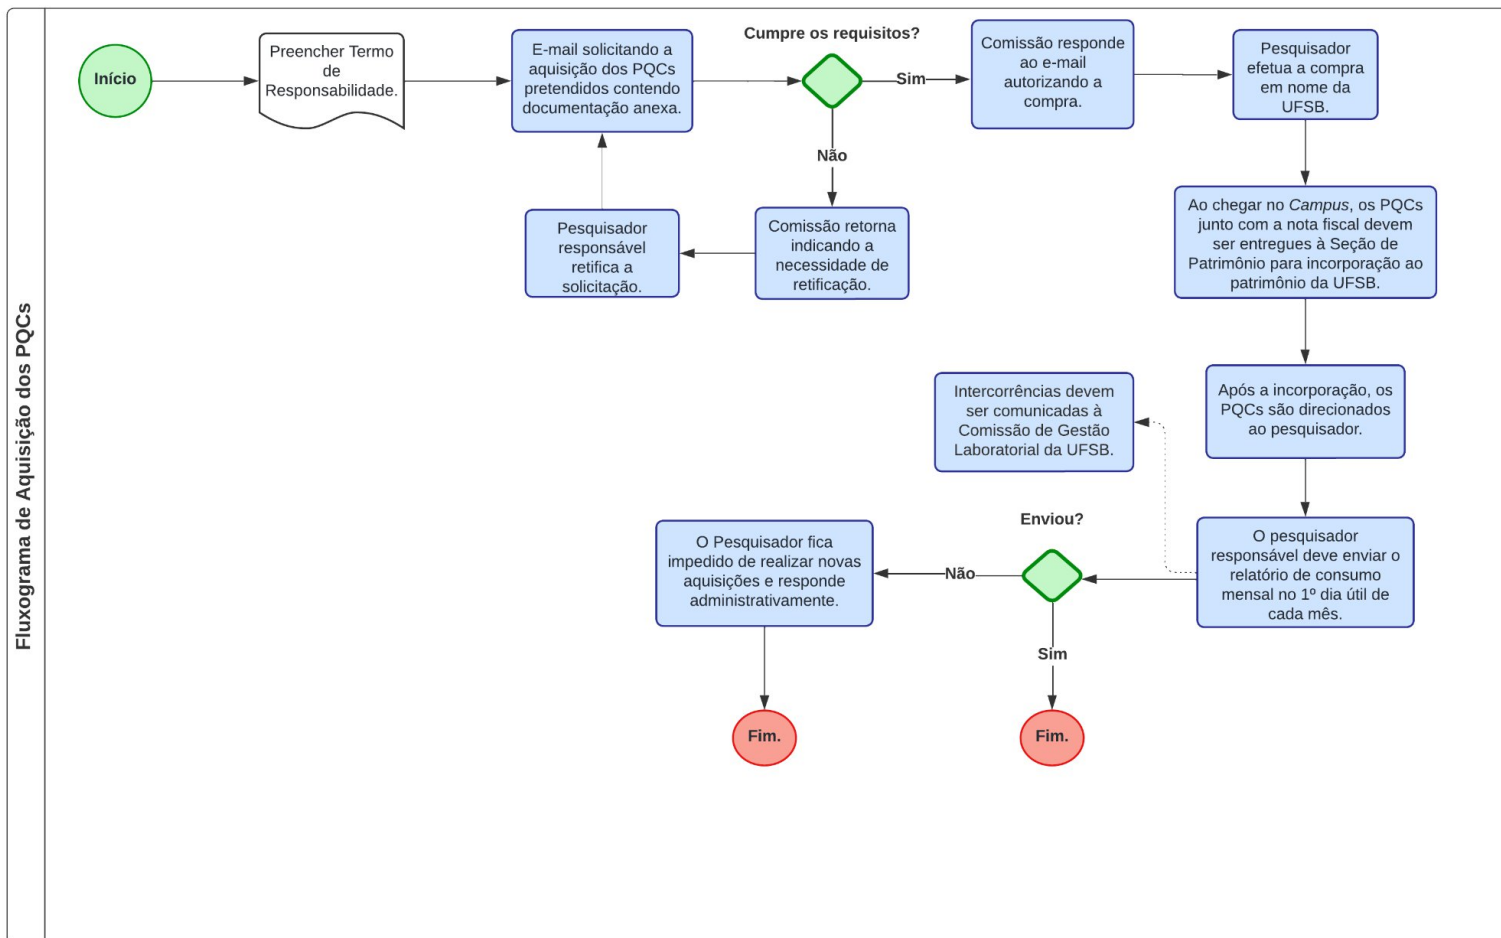 Fluxograma de Aquisição dos PQCs
Início
Preencher Termo
de
Responsabilidade.
E-mail solicitando a
aquisição dos PQCs
pretendidos contendo
documentação anexa.
Cumpre os requisitos?
Sim
Comissão responde
ao e-mail
autorizando a
compra.
Pesquisador
efetua a compra
em nome da
UFSB.
Não
Pesquisador
responsável
retifica a
solicitação.
Comissão retorna
indicando a
necessidade de
retificação.
Ao chegar no Campus, os PQCs
junto com a nota fiscal devem
ser entregues à Seção de
Patrimônio para incorporação ao
patrimônio da UFSB.
Após a incorporação, os
PQCs são direcionados
ao pesquisador.
Intercorrências devem
ser comunicadas à
Comissão de Gestão
Laboratorial da UFSB.
O pesquisador
responsável deve enviar o
relatório de consumo
mensal no 1º dia útil de
cada mês.
Enviou?
Não
O Pesquisador fica
impedido de realizar novas
aquisições e responde
administrativamente.
Sim
Fim.
Fim.